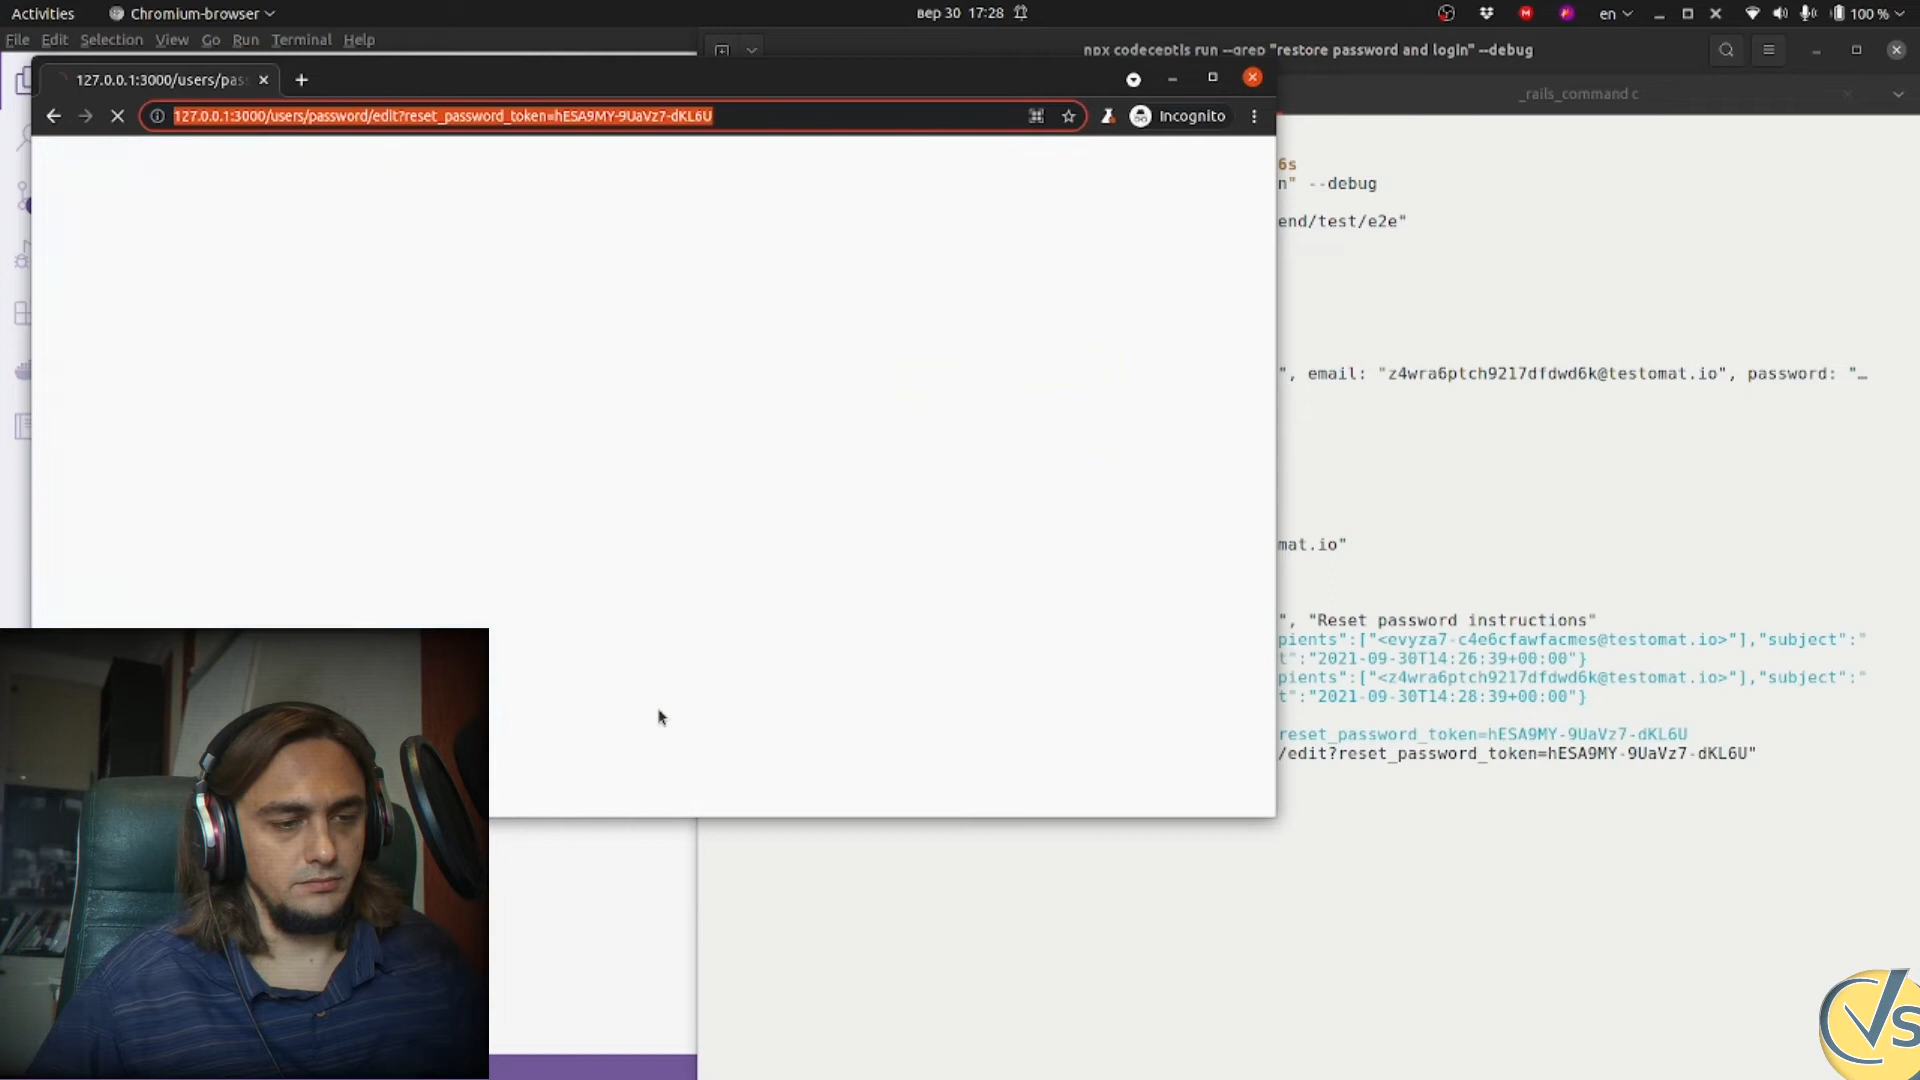 Activities
Chromium-browser
вер 30 17:28
en
100 %
File Edit Selection View Go Run Terminal Help
npx codeceptjs run --grep "restore password and login" --debug
127.0.0.1:3000/users/pas
_rails_command c
127.0.0.1:3000/users/password/edit?reset_password_token=hESA9MY-9UaVz7-dKL6U
Incognito
6s
n" --debug
end/test/e2e"
", email: "z4wra6ptch9217dfdwd6k@testomat.io", password: "…
mat.io"
", "Reset password instructions"
pients":["<evyza7-c4e6cfawfacmes@testomat.io>"],"subject":"
t":"2021-09-30T14:26:39+00:00"}
pients":["<z4wra6ptch9217dfdwd6k@testomat.io>"],"subject":"
t":"2021-09-30T14:28:39+00:00"}
reset_password_token=hESA9MY-9UaVz7-dKL6U
/edit?reset_password_token=hESA9MY-9UaVz7-dKL6U"
Vs